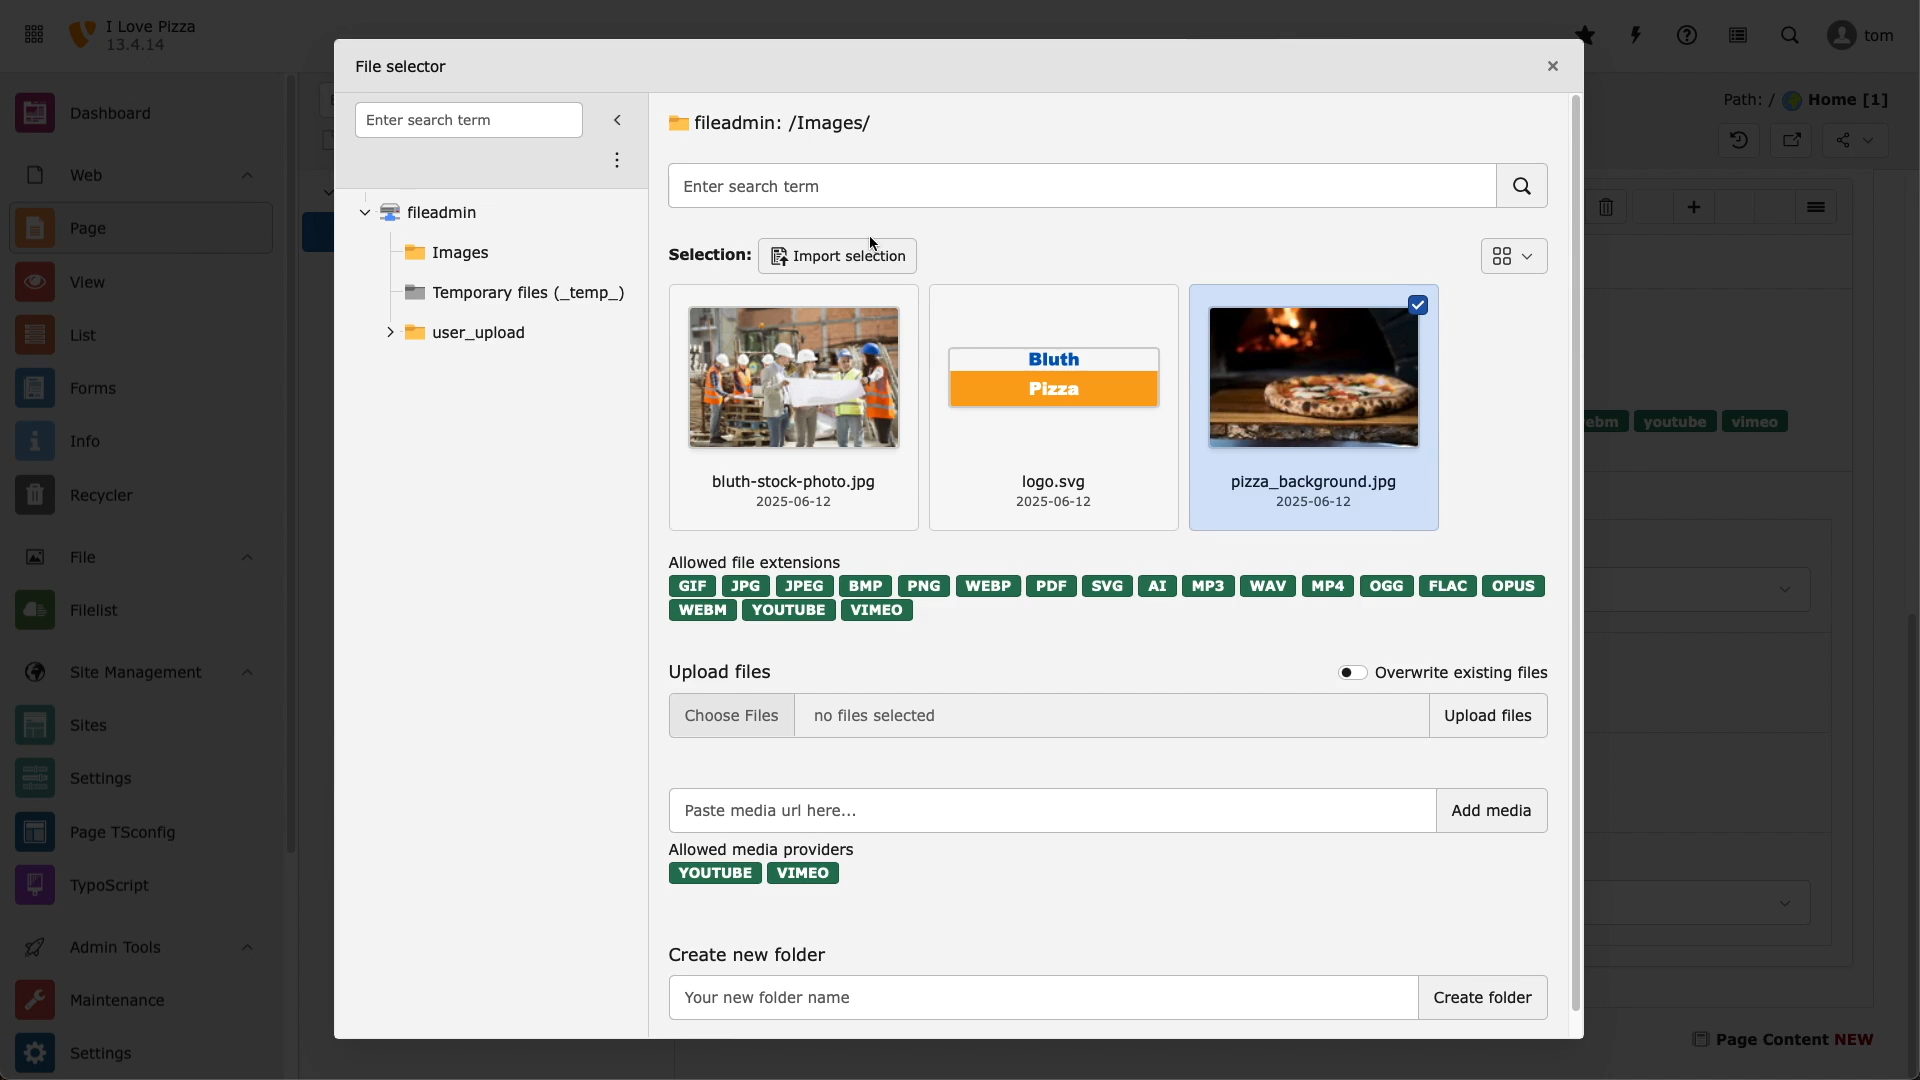 I Love Pizza
13.4.14
tom
File selector
Dashboard
Web
Page
View
List
Forms
Info
Recycler
File
Filelist
Site Management
Sites
Settings
Page TSconfig
TypoScript
Admin Tools
Maintenance
Settings
Enter search term
fileadmin
Images
Temporary files (_temp_)
user_upload
fileadmin: /Images/
Enter search term
Selection: Import selection
Bluth
Pizza
bluth-stock-photo.jpg
2025-06-12
logo.svg
2025-06-12
pizza_background.jpg
2025-06-12
Allowed file extensions
GIF JPG JPEG BMP PNG WEBP PDF SVG AI MP3 WAV MP4 OGG FLAC OPUS
WEBM YOUTUBE VIMEO
Upload files
Overwrite existing files
Choose Files no files selected Upload files
Paste media url here... Add media
Allowed media providers
YOUTUBE VIMEO
Create new folder
Your new folder name Create folder
Path: / Home [1]
youtube vimeo
Page Content NEW